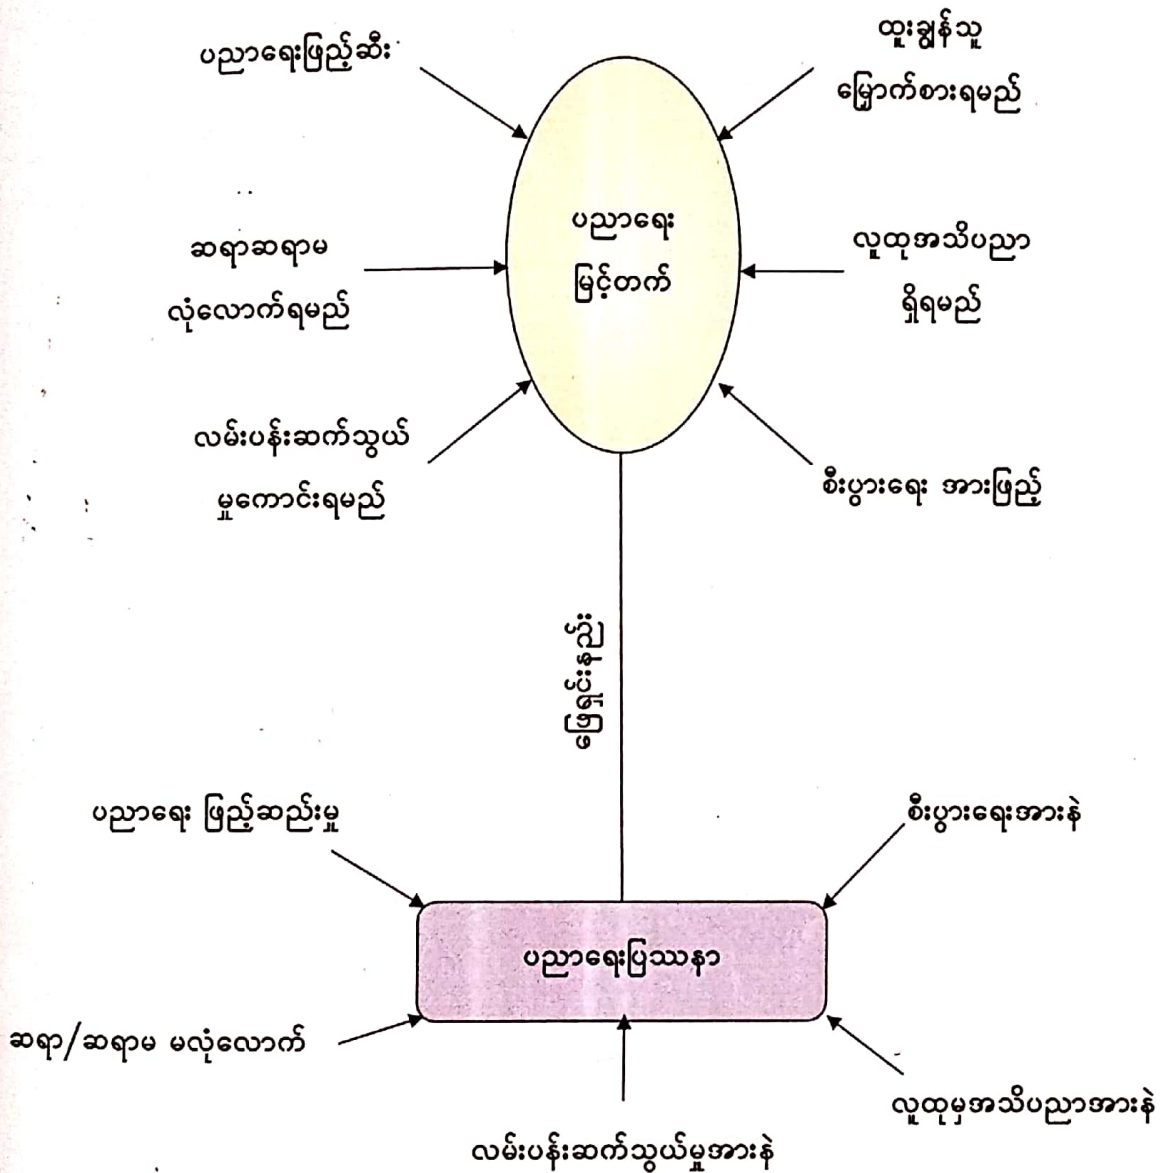 ပညာရေးဖြည့်ဆီး
ထူးချွန်သူ
မြှောက်စားရမည်
ပညာရေး
မြင့်တက်
ဆရာဆရာမ
လုံလောက်ရမည်
လူထုအသိပညာ
ရှိရမည်
လမ်းပန်းဆက်သွယ်
မှုကောင်းရမည်
စီးပွားရေး အားဖြည့်
ဖြေရှင်းနည်း
ပညာရေး ဖြည့်ဆည်းမှု
စီးပွားရေးအားနဲ
ပညာရေးပြဿနာ
ဆရာ/ဆရာမ မလုံလောက်
လူထုမှအသိပညာအားနဲ
လမ်းပန်းဆက်သွယ်မှုအားနဲ